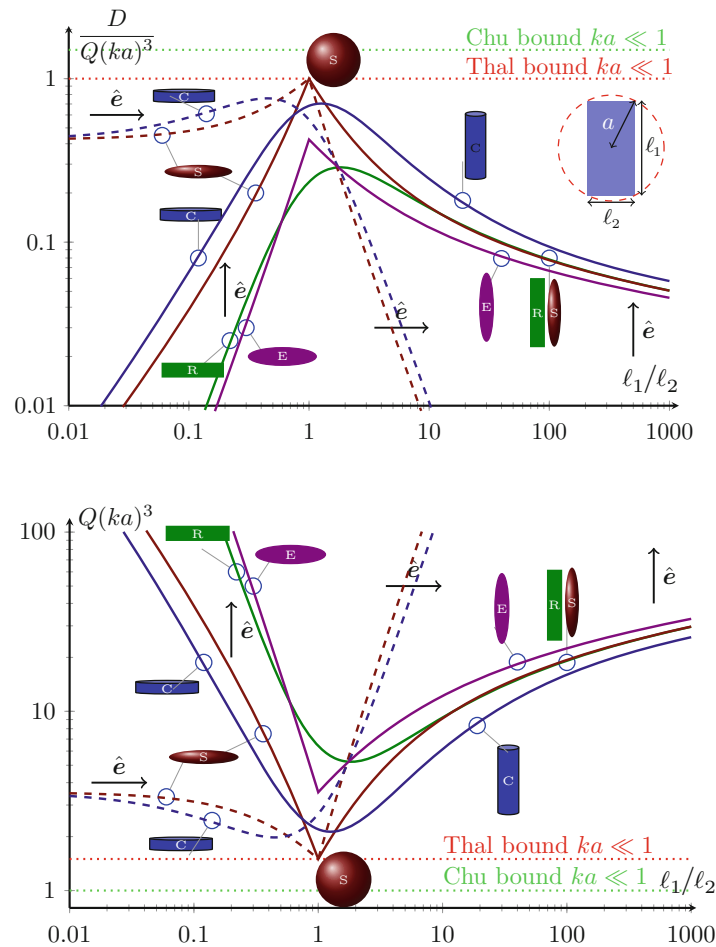 D
Q(ka)³
Chu bound ka ≪ 1
Thal bound ka ≪ 1
S
1
C
ê
a
ℓ₁
C
S
ℓ₂
C
0.1
ê
E
R
S
ê
ê
E
R
ℓ₁/ℓ₂
0.01
0.01
0.1
1
10
100
1000
Q(ka)³
100
R
E
ê
ê
ê
E
R
S
C
10
S
C
ê
C
Thal bound ka ≪ 1
S
Chu bound ka ≪ 1
ℓ₁/ℓ₂
1
0.01
0.1
1
10
100
1000